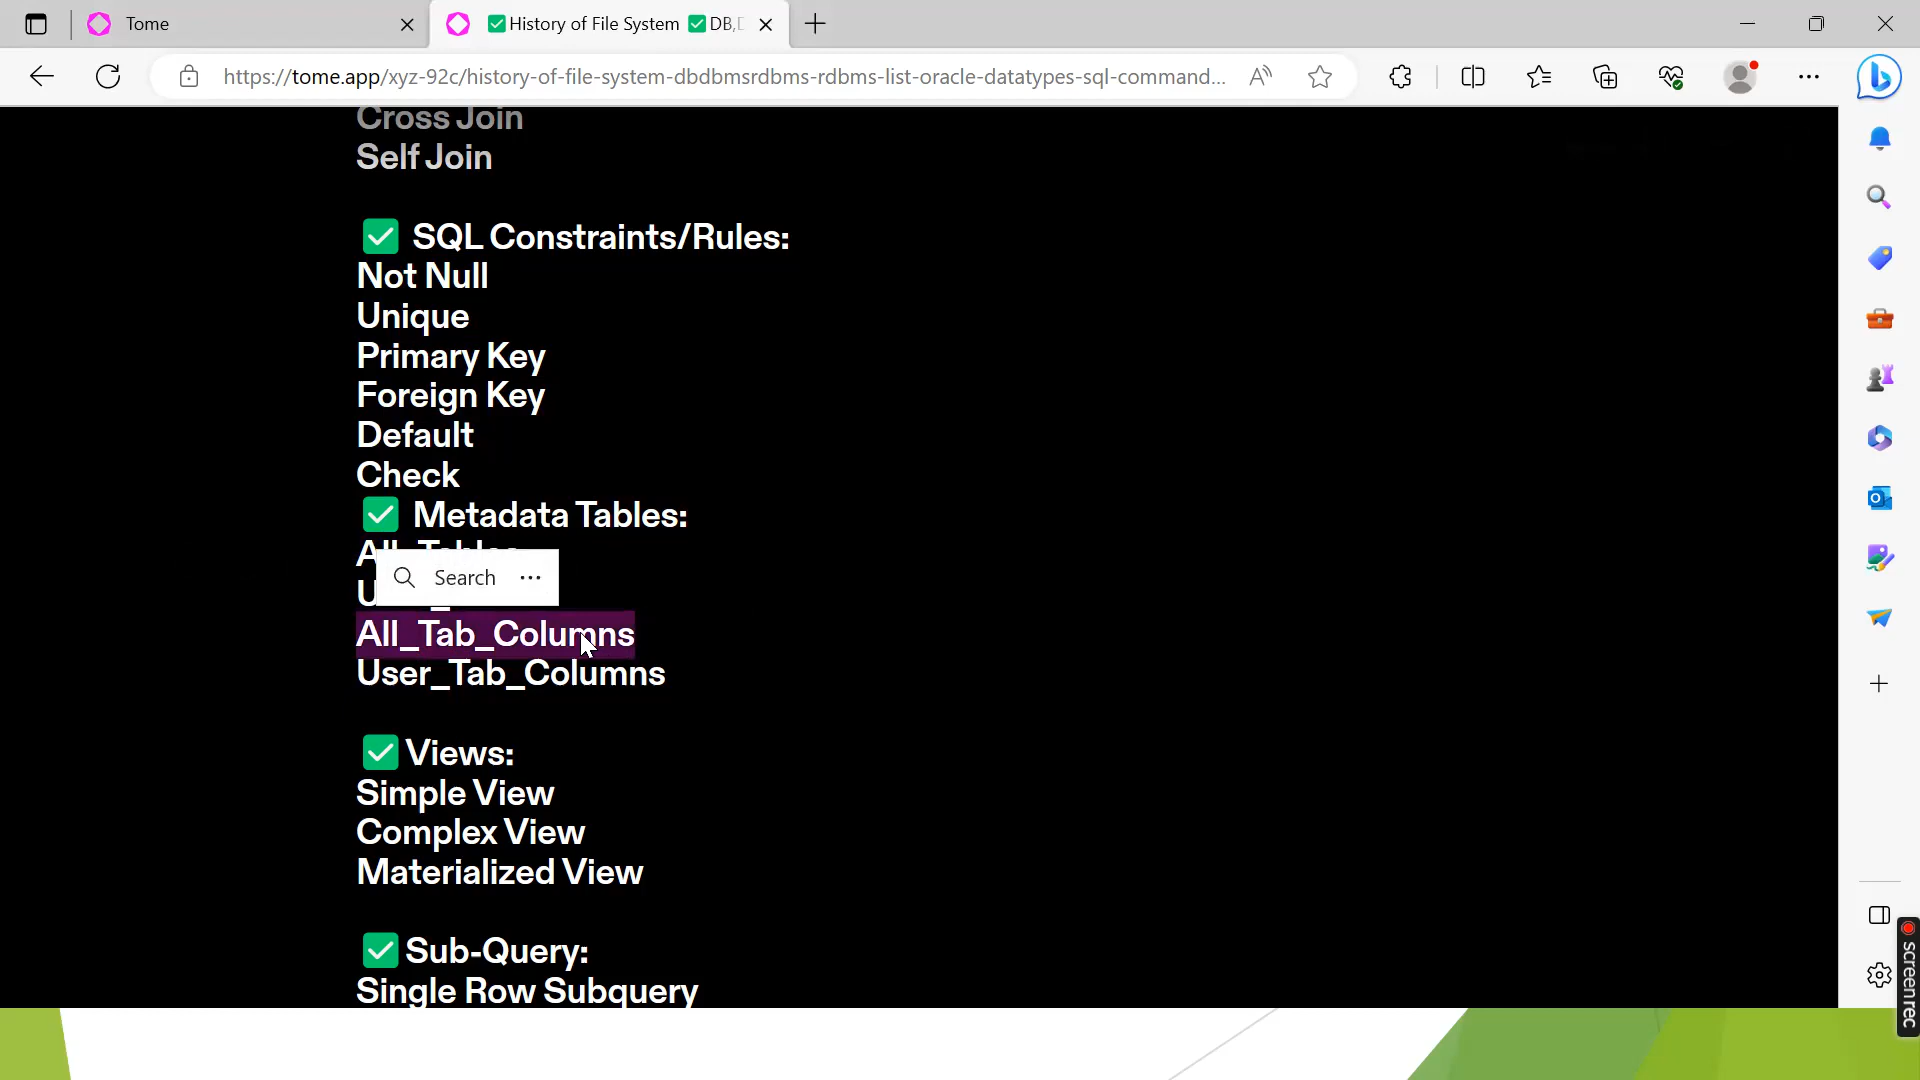 Tome
✅History of File System ✅DB,D
https://tome.app/xyz-92c/history-of-file-system-dbdbmsrdbms-rdbms-list-oracle-datatypes-sql-command...
Cross Join
Self Join
✅ SQL Constraints/Rules:
Not Null
Unique
Primary Key
Foreign Key
Default
Check
✅ Metadata Tables:
All_Tables
Search ...
All_Tab_Columns
User_Tab_Columns
✅Views:
Simple View
Complex View
Materialized View
✅Sub-Query:
Single Row Subquery
screenrec